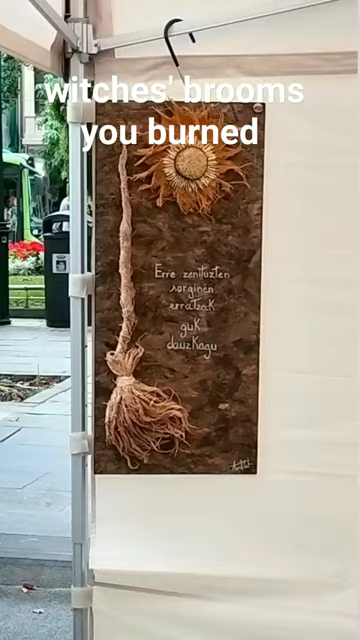 witches' brooms
you burned
Erre zenituzten
sorginen
erratzak
guk
dauzkagu